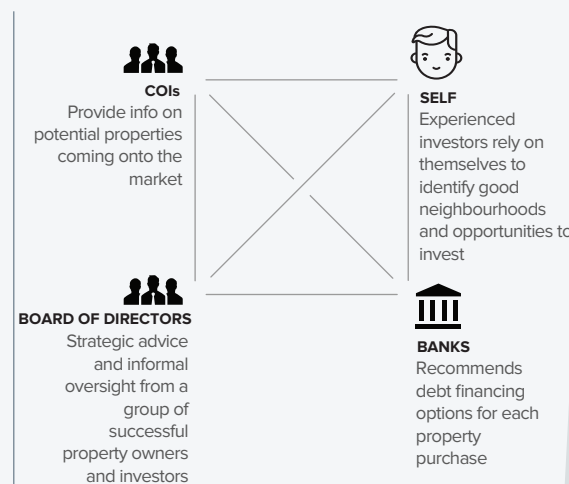 COIs
Provide info on
potential properties
coming onto the
market
SELF
Experienced
investors rely on
themselves to
identify good
neighbourhoods
and opportunities to
invest
BOARD OF DIRECTORS
Strategic advice
and informal
oversight from a
group of
successful
property owners
and investors
BANKS
Recommends
debt financing
options for each
property
purchase